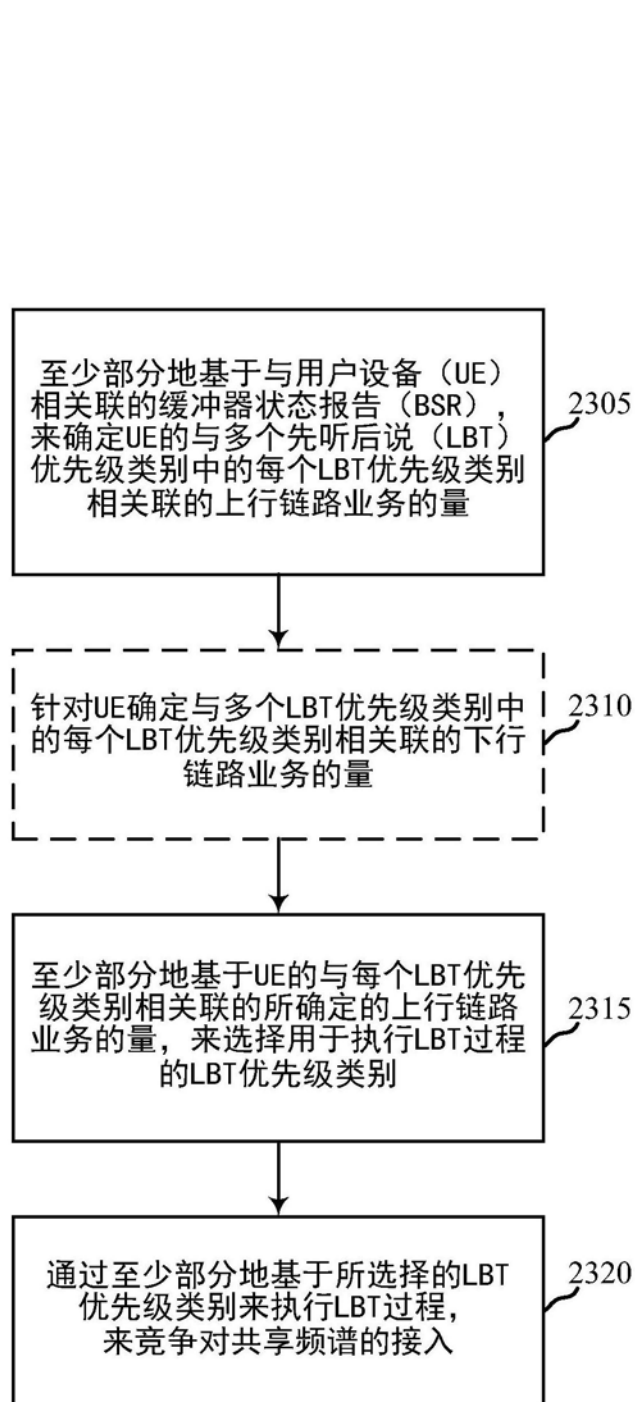 至少部分地基于与用户设备（UE）
相关联的缓冲器状态报告（BSR），
来确定UE的与多个先听后说（LBT）
优先级类别中的每个LBT优先级类别
相关联的上行链路业务的量
2305
针对UE确定与多个LBT优先级类别中
的每个LBT优先级类别相关联的下行
链路业务的量
2310
至少部分地基于UE的与每个LBT优先
级类别相关联的所确定的上行链路
业务的量，来选择用于执行LBT过程
的LBT优先级类别
2315
通过至少部分地基于所选择的LBT
优先级类别来执行LBT过程，
来竞争对共享频谱的接入
2320